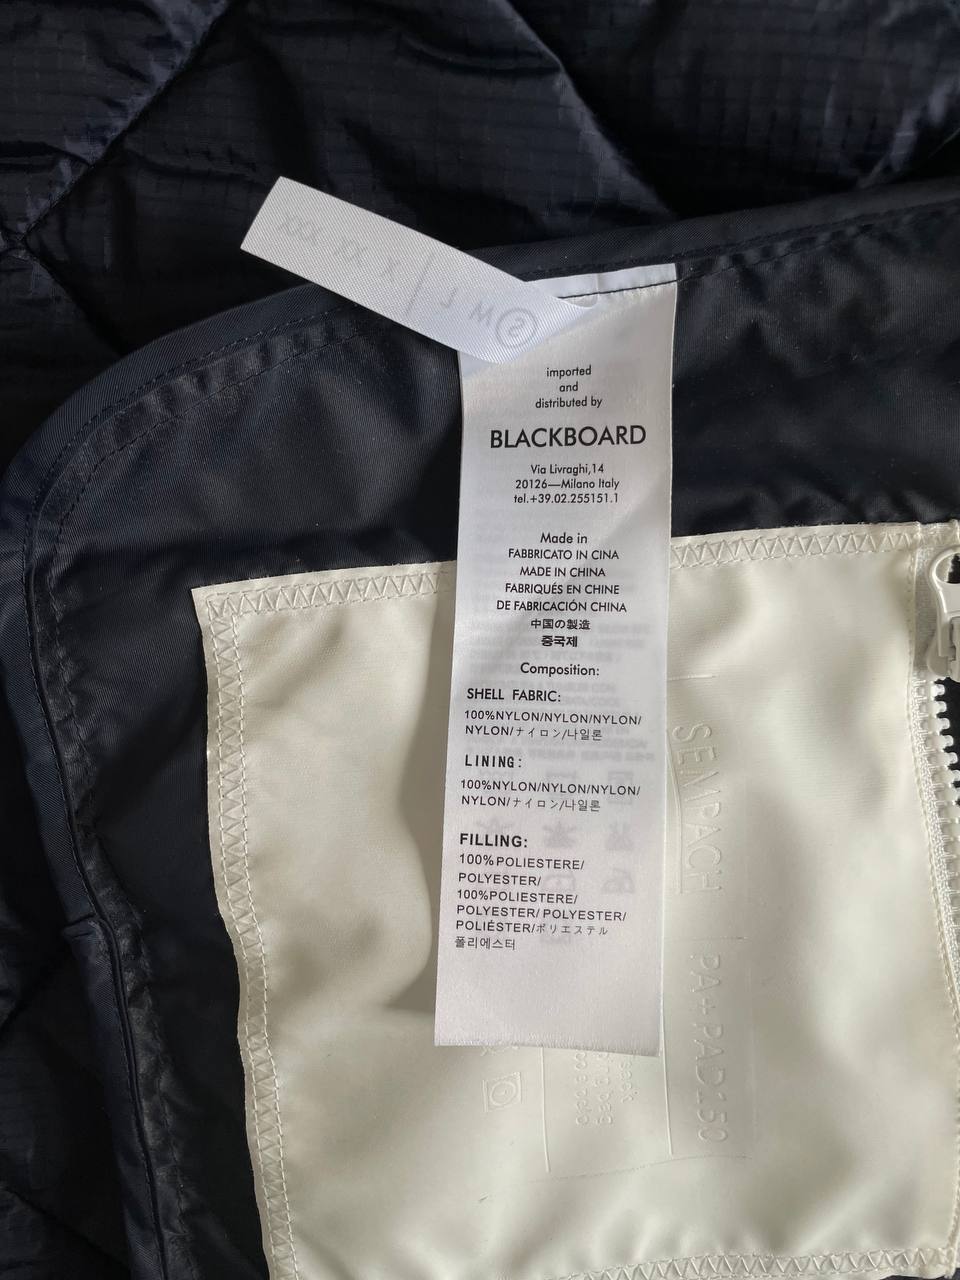 S M L X XX XXX
imported
and
distributed by
BLACKBOARD
Via Livraghi,14
20126—Milano Italy
tel.+39.02.255151.1
Made in
FABBRICATO IN CINA
MADE IN CHINA
FABRIQUÉS EN CHINE
DE FABRICACIÓN CHINA
中国の製造
중국제
Composition:
SHELL FABRIC:
100%NYLON/NYLON/NYLON/
NYLON/ナイロン/나일론
LINING:
100%NYLON/NYLON/NYLON/
NYLON/ナイロン/나일론
FILLING:
100%POLIESTERE/
POLYESTER/
100%POLIESTERE/
POLYESTER/ POLYESTER/
POLIÉSTER/ポリエステル
폴리에스터
SEMPACH
PA+PAD150